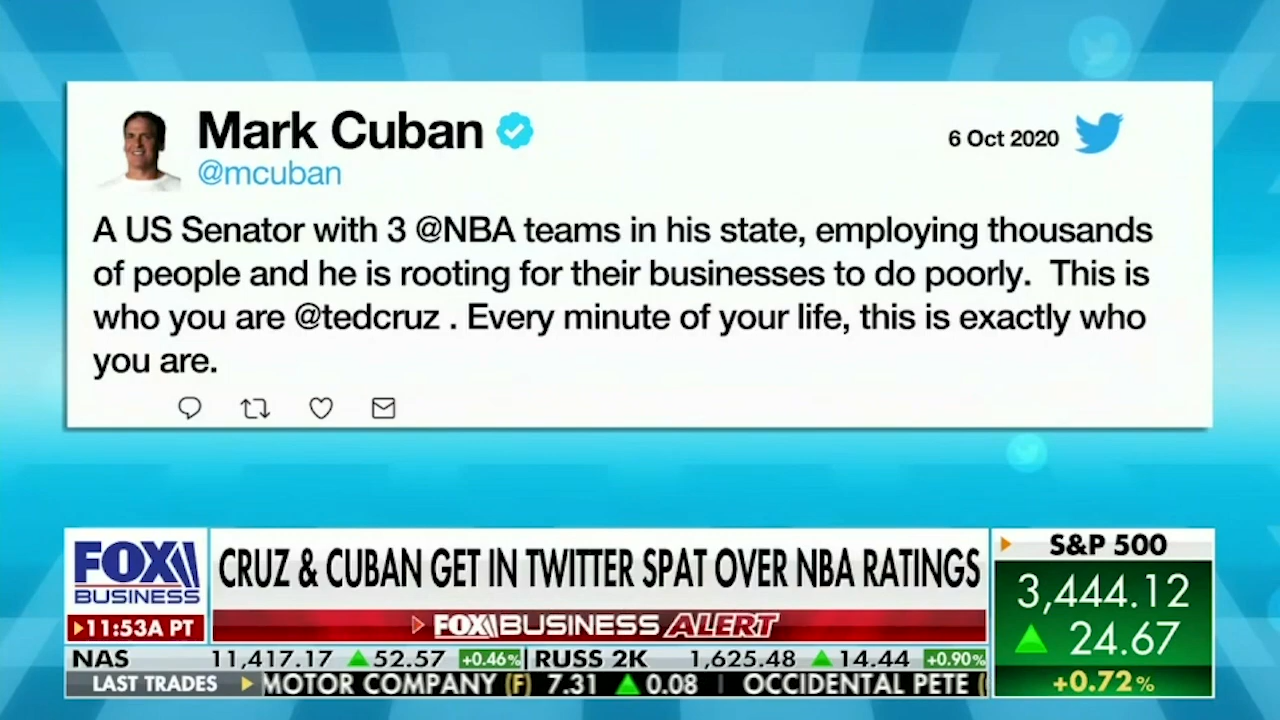 Mark Cuban
@mcuban
6 Oct 2020
A US Senator with 3 @NBA teams in his state, employing thousands
of people and he is rooting for their businesses to do poorly.  This is
who you are @tedcruz . Every minute of your life, this is exactly who
you are.
FOX
BUSINESS
11:53A PT
CRUZ & CUBAN GET IN TWITTER SPAT OVER NBA RATINGS
FOX BUSINESS ALERT
S&P 500
3,444.12
24.67
+0.72%
NAS 11,417.17 52.57 +0.46% RUSS 2K 1,625.48 14.44 +0.90%
LAST TRADES MOTOR COMPANY (F) 7.31 0.08 OCCIDENTAL PETE (